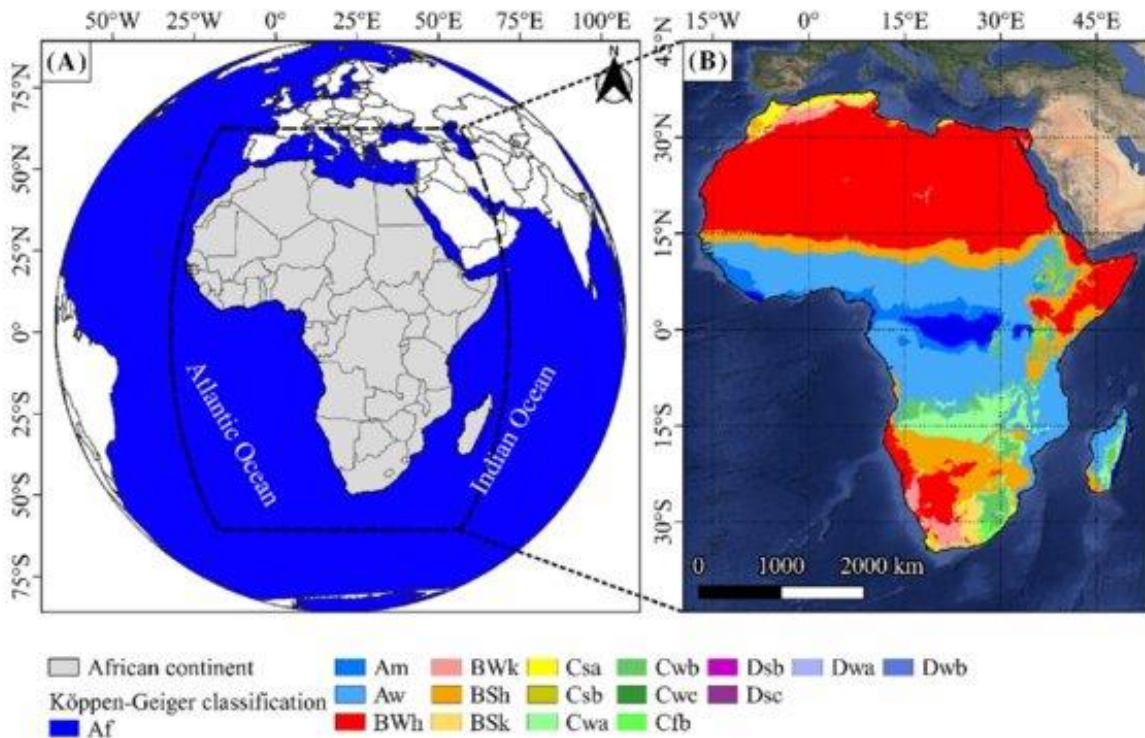 50°W 25°W 0° 25°E 50°E 75°E 100°E
15°W 0° 15°E 30°E 45°E
(A)
N
(B)
75°N
50°N
25°N
0°
25°S
50°S
75°S
Atlantic Ocean
Indian Ocean
45°N
30°N
15°N
0°
15°S
30°S
0 1000 2000 km
African continent
Köppen-Geiger classification
Af
Am
Aw
BWh
BWk
BSh
BSk
Csa
Csb
Cwa
Cwb
Cwc
Cfb
Dsb
Dsc
Dwa
Dwb